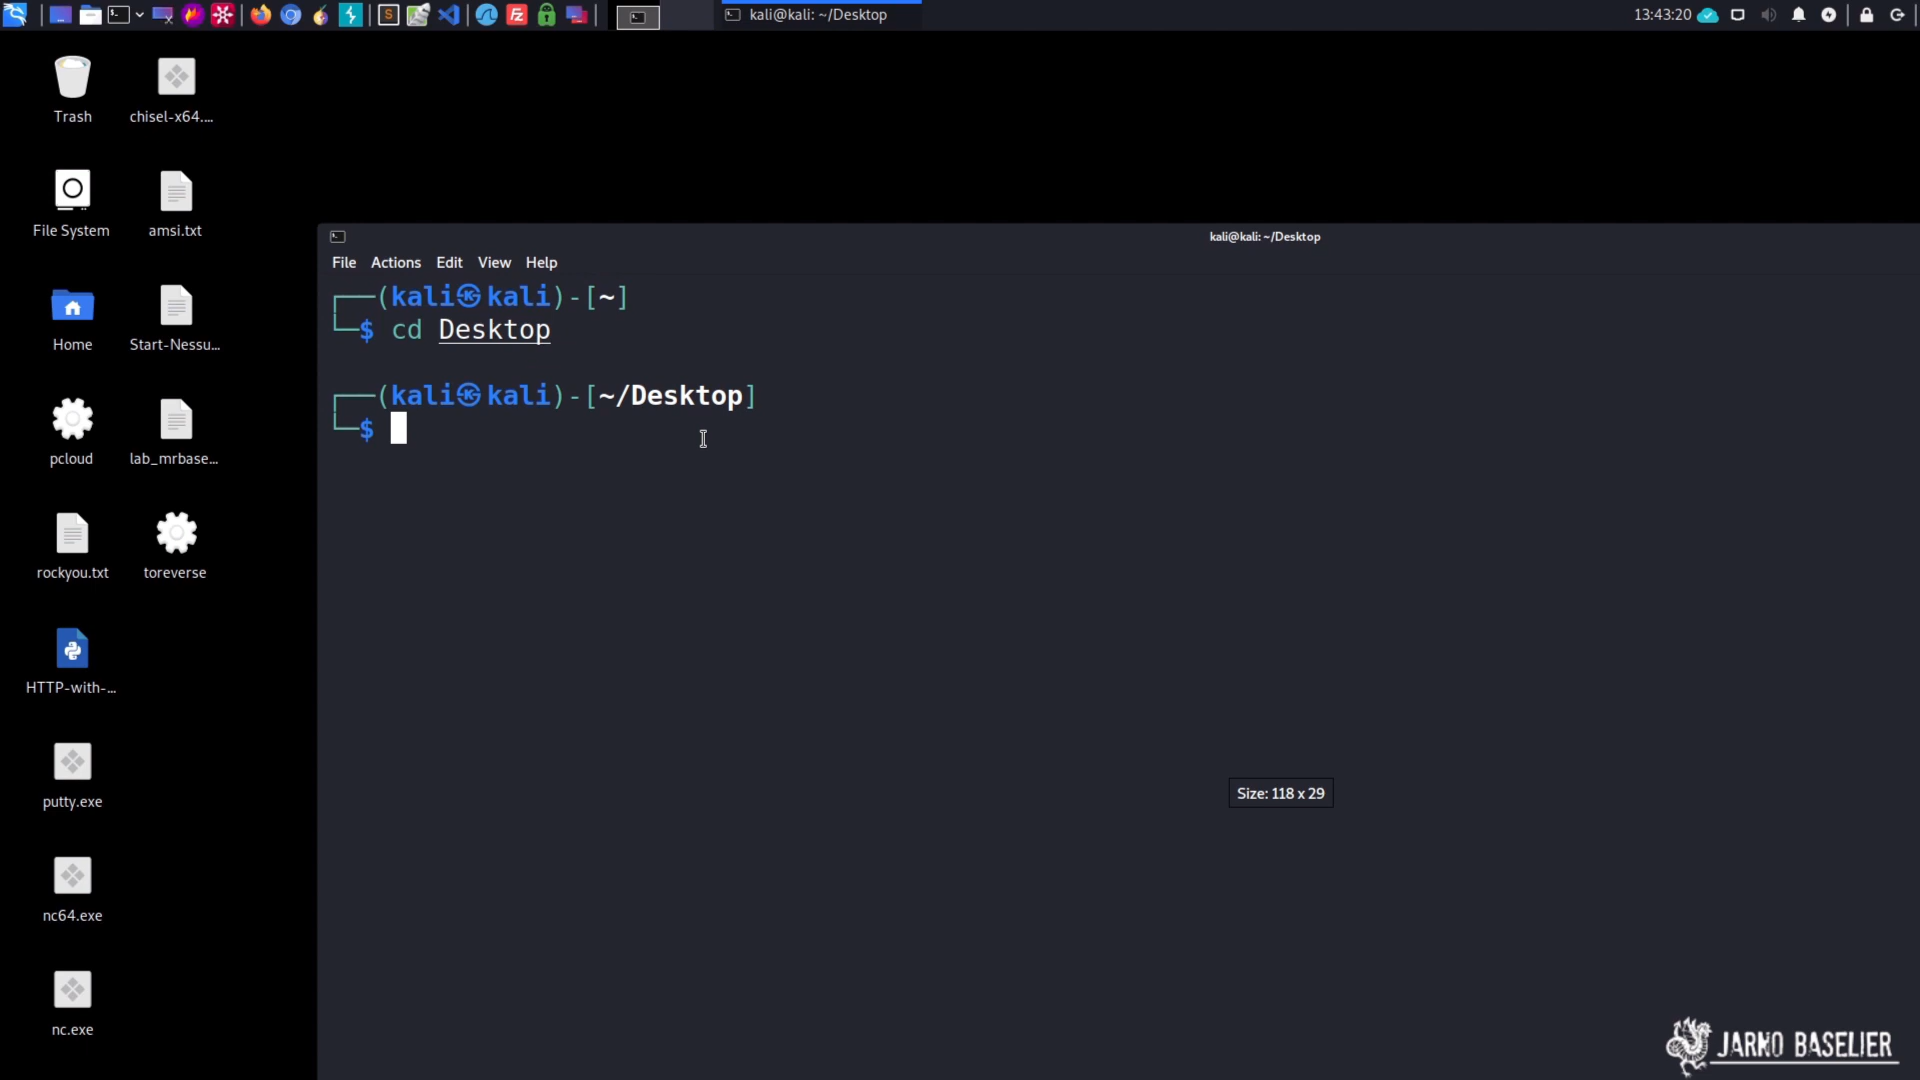 kali@kali: ~/Desktop
13:43:20
Trash
chisel-x64....
File System
amsi.txt
Home
Start-Nessu...
pcloud
lab_mrbase...
rockyou.txt
toreverse
HTTP-with-...
putty.exe
nc64.exe
nc.exe
kali@kali: ~/Desktop
File Actions Edit View Help
┌──(kali㉿kali)-[~]
└─$ cd Desktop
┌──(kali㉿kali)-[~/Desktop]
└─$
Size: 118 x 29
JARNO BASELIER